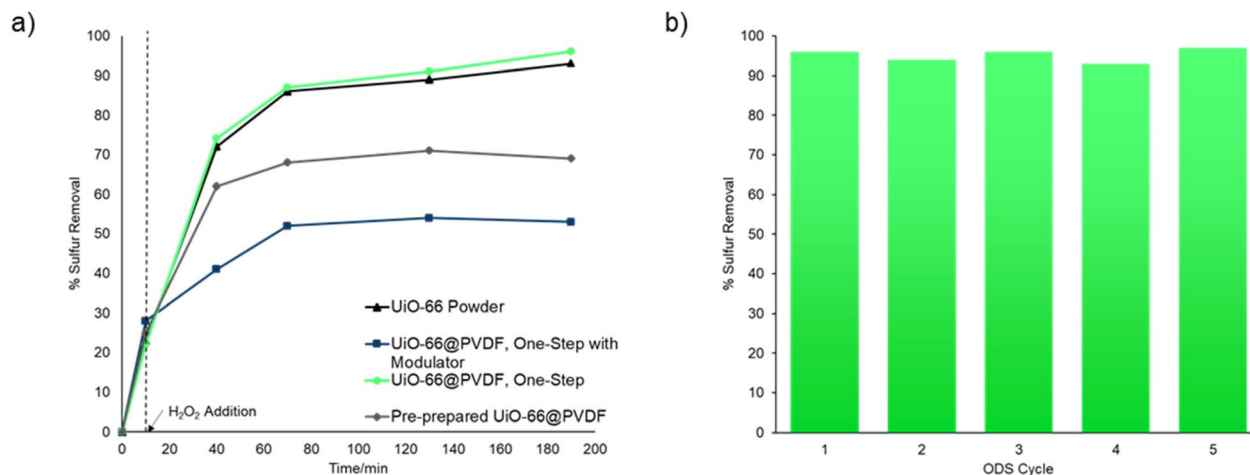 a)
% Sulfur Removal
100
90
80
70
60
50
40
30
20
10
0
H₂O₂ Addition
UiO-66 Powder
UiO-66@PVDF, One-Step with
Modulator
UiO-66@PVDF, One-Step
Pre-prepared UiO-66@PVDF
0 20 40 60 80 100 120 140 160 180 200
Time/min
b)
% Sulfur Removal
100
90
80
70
60
50
40
30
20
10
0
1 2 3 4 5
ODS Cycle